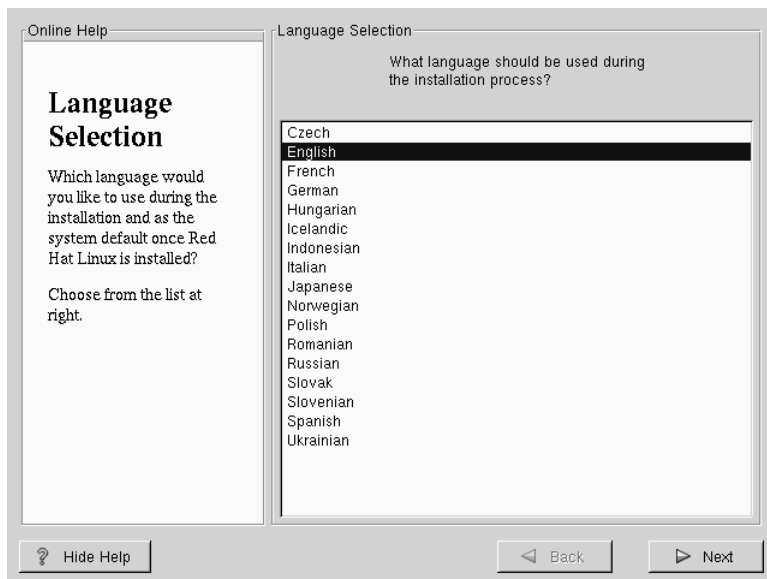 Online Help
Language
Selection
Which language would
you like to use during the
installation and as the
system default once Red
Hat Linux is installed?
Choose from the list at
right.
Language Selection
What language should be used during
the installation process?
Czech
English
French
German
Hungarian
Icelandic
Indonesian
Italian
Japanese
Norwegian
Polish
Romanian
Russian
Slovak
Slovenian
Spanish
Ukrainian
Hide Help
Back
Next